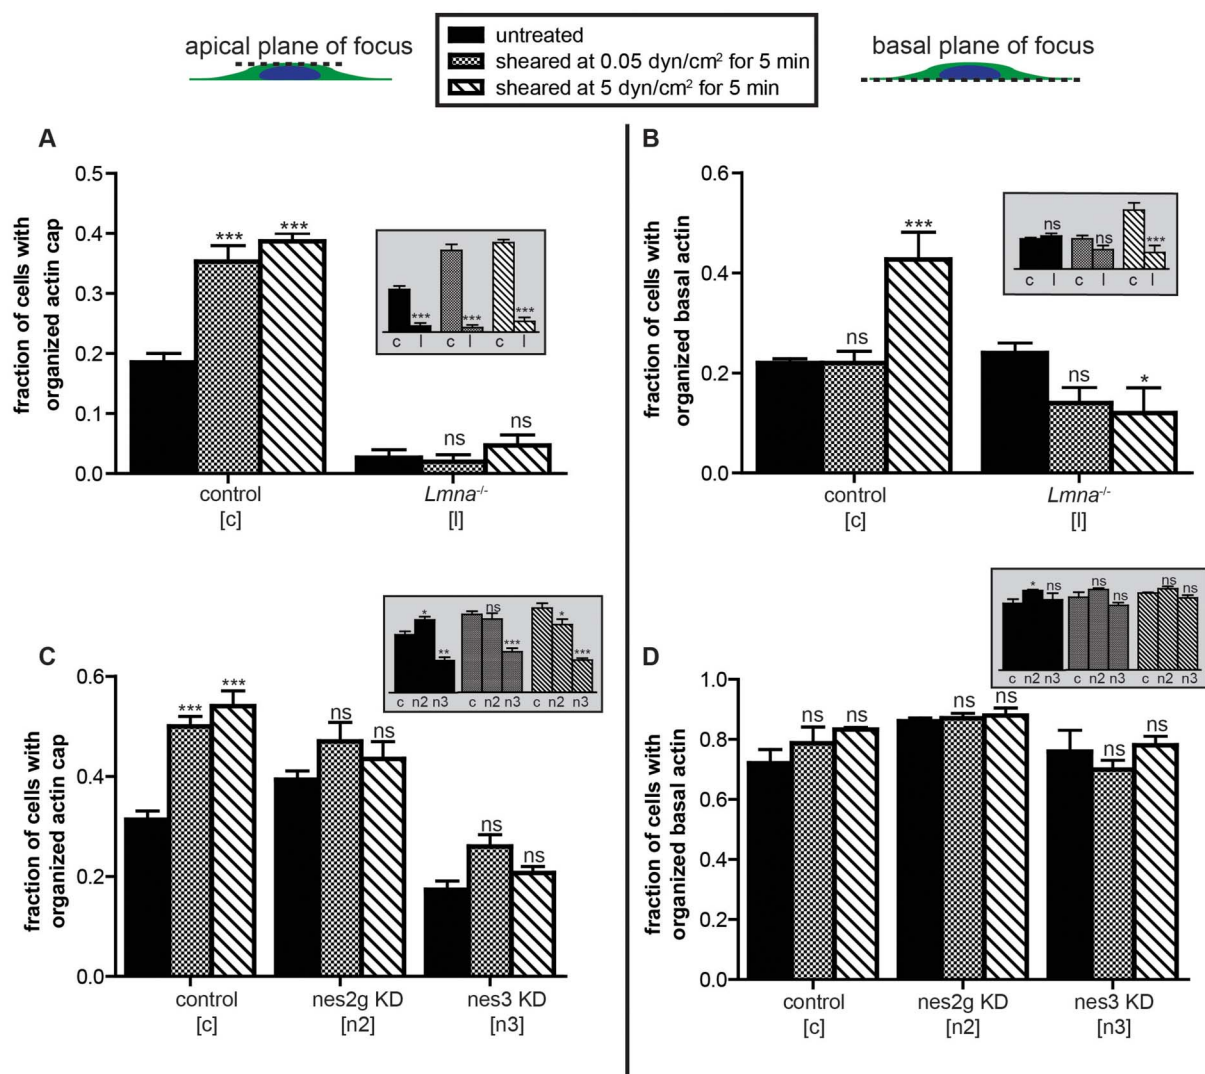 apical plane of focus
untreated
sheared at 0.05 dyn/cm² for 5 min
sheared at 5 dyn/cm² for 5 min
basal plane of focus
A
fraction of cells with
organized actin cap
0.5
0.4
0.3
0.2
0.1
0.0
***
***
ns
ns
control
[c]
Lmna-/-
[l]
***
***
***
c l c l c l
B
fraction of cells with
organized basal actin
0.6
0.4
0.2
0.0
ns
***
ns
*
control
[c]
Lmna-/-
[l]
ns
ns
***
c l c l c l
C
fraction of cells with
organized actin cap
0.6
0.4
0.2
0.0
***
***
ns
ns
ns
ns
control
[c]
nes2g KD
[n2]
nes3 KD
[n3]
*
**
ns
***
*
***
c n2 n3 c n2 n3 c n2 n3
D
fraction of cells with
organized basal actin
1.0
0.8
0.6
0.4
0.2
0.0
ns
ns
ns
ns
ns
ns
control
[c]
nes2g KD
[n2]
nes3 KD
[n3]
*
ns
ns
ns
ns
ns
c n2 n3 c n2 n3 c n2 n3